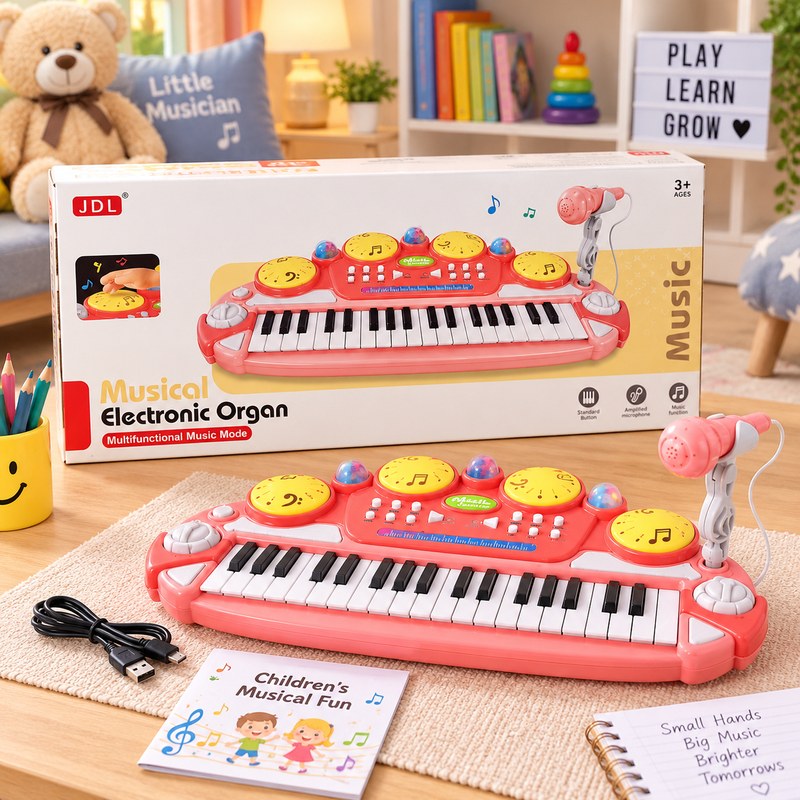 Little
Musician
PLAY
LEARN
GROW ♥
JDL®
3+
AGES
Music
Musical
Electronic Organ
Multifunctional Music Mode
Standard
Button
Amplified
microphone
Music
function
Music
Children's
Musical Fun
Small Hands
Big Music
Brighter
Tomorrows
♡